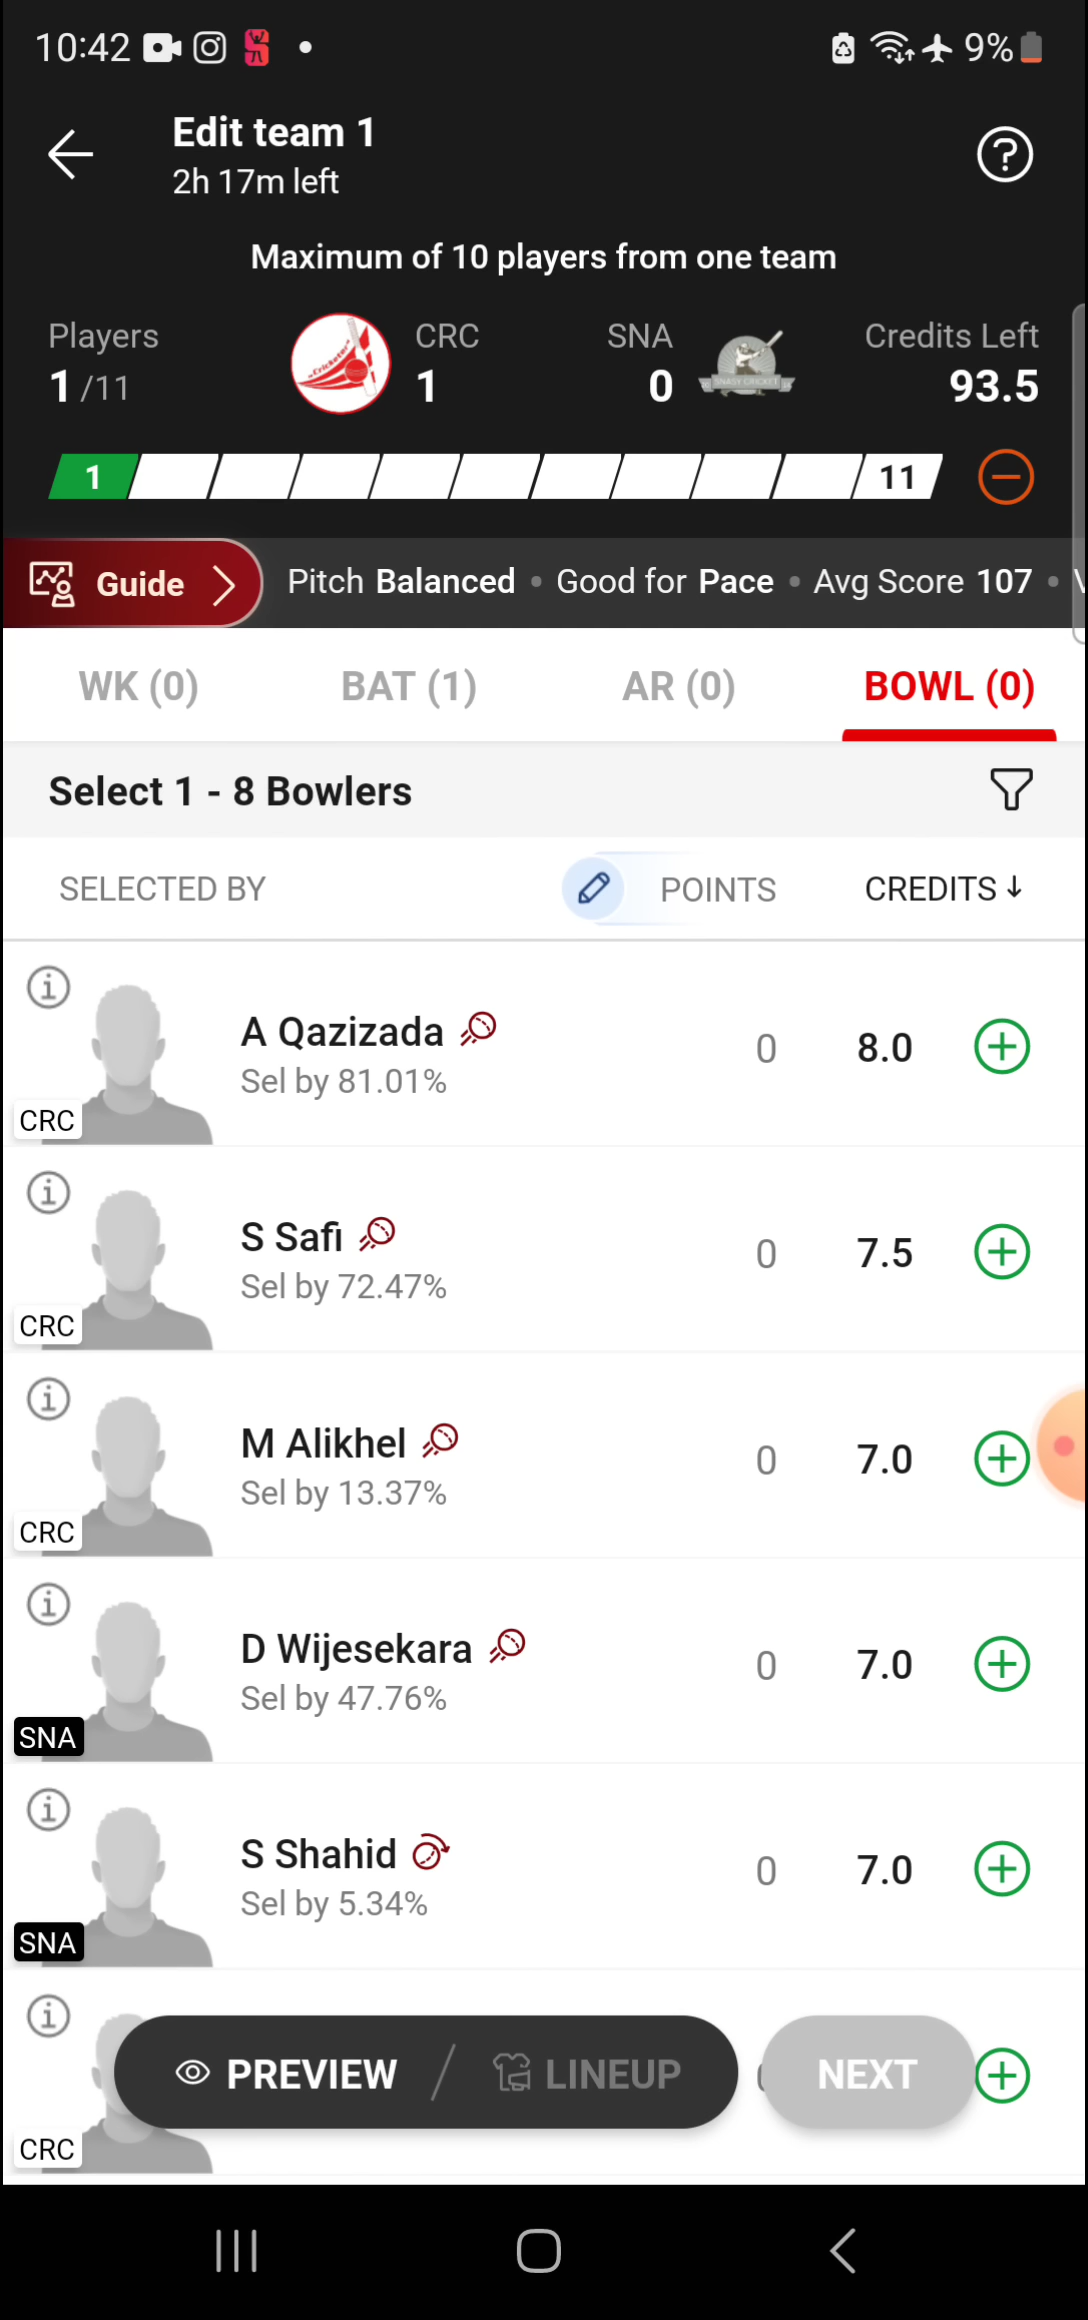 10:42
9%
Edit team 1
2h 17m left
Maximum of 10 players from one team
Players
1 /11
CRC
1
SNA
0
Credits Left
93.5
1
11
Guide
Pitch Balanced • Good for Pace • Avg Score 107 •
WK (0)
BAT (1)
AR (0)
BOWL (0)
Select 1 - 8 Bowlers
SELECTED BY
POINTS
CREDITS ↓
A Qazizada
Sel by 81.01%
0
8.0
CRC
S Safi
Sel by 72.47%
0
7.5
CRC
M Alikhel
Sel by 13.37%
0
7.0
CRC
D Wijesekara
Sel by 47.76%
0
7.0
SNA
S Shahid
Sel by 5.34%
0
7.0
SNA
PREVIEW / LINEUP
NEXT
CRC